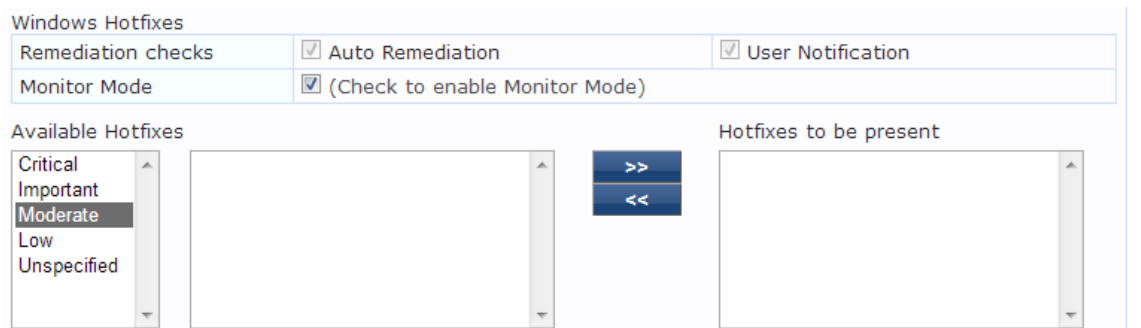 Windows Hotfixes
Remediation checks Auto Remediation User Notification
Monitor Mode (Check to enable Monitor Mode)
Available Hotfixes Hotfixes to be present
Critical
Important
Moderate
Low
Unspecified
>>
<<